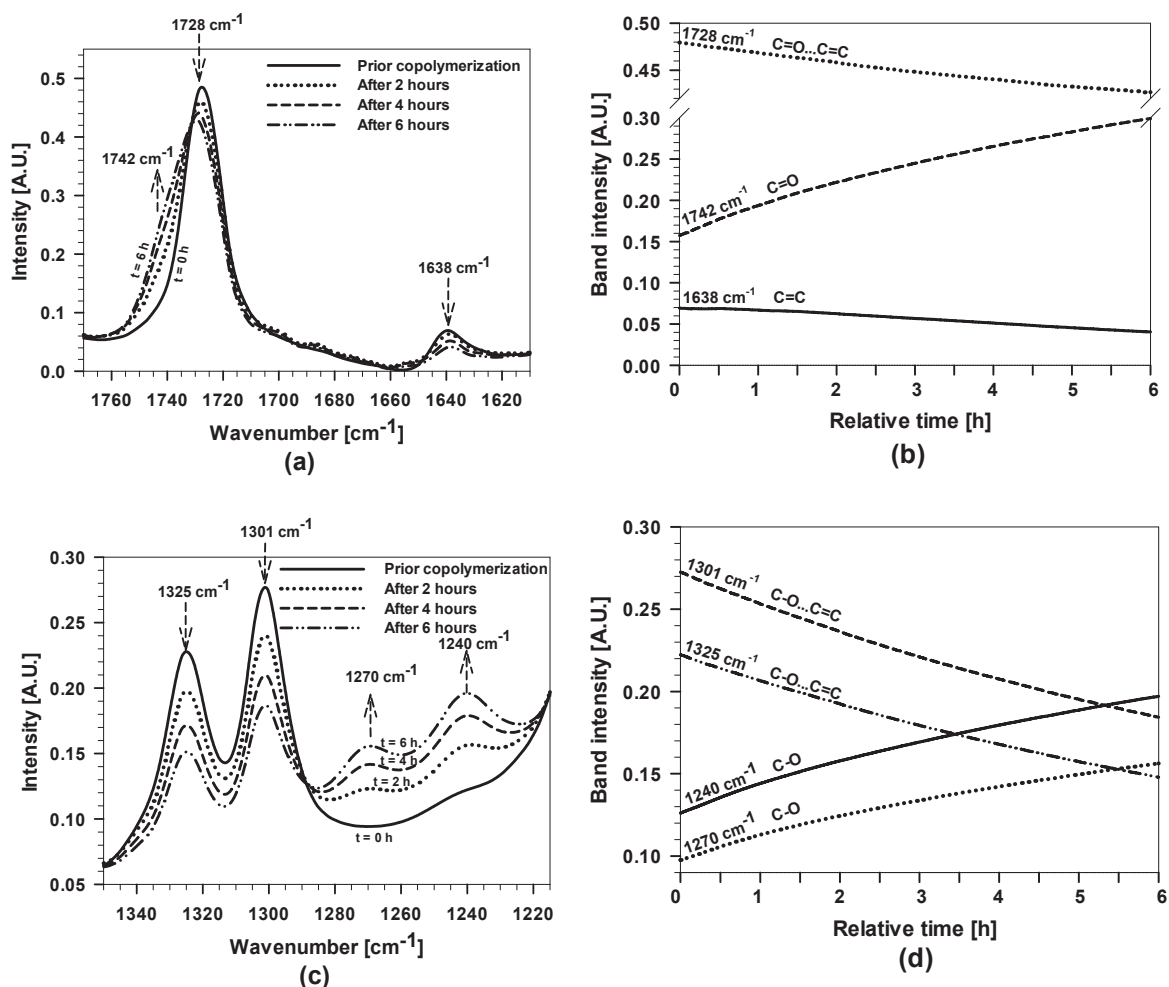 1728 cm-1
Prior copolymerization
After 2 hours
After 4 hours
After 6 hours
1742 cm-1
t = 6 h
t = 0 h
1638 cm-1
0.5
0.4
0.3
0.2
0.1
0.0
Intensity [A.U.]
1760 1740 1720 1700 1680 1660 1640 1620
Wavenumber [cm-1]
(a)
0.50
0.45
0.30
0.25
0.20
0.15
0.10
0.05
0.00
Band intensity [A.U.]
1728 cm-1 C=O...C=C
1742 cm-1 C=O
1638 cm-1 C=C
0 1 2 3 4 5 6
Relative time [h]
(b)
1301 cm-1
1325 cm-1
Prior copolymerization
After 2 hours
After 4 hours
After 6 hours
1240 cm-1
1270 cm-1
t = 6 h
t = 4 h
t = 2 h
t = 0 h
0.30
0.25
0.20
0.15
0.10
0.05
Intensity [A.U.]
1340 1320 1300 1280 1260 1240 1220
Wavenumber [cm-1]
(c)
0.30
0.25
0.20
0.15
0.10
Band intensity [A.U.]
1301 cm-1 C-O...C=C
1325 cm-1 C-O...C=C
1240 cm-1 C-O
1270 cm-1 C-O
0 1 2 3 4 5 6
Relative time [h]
(d)